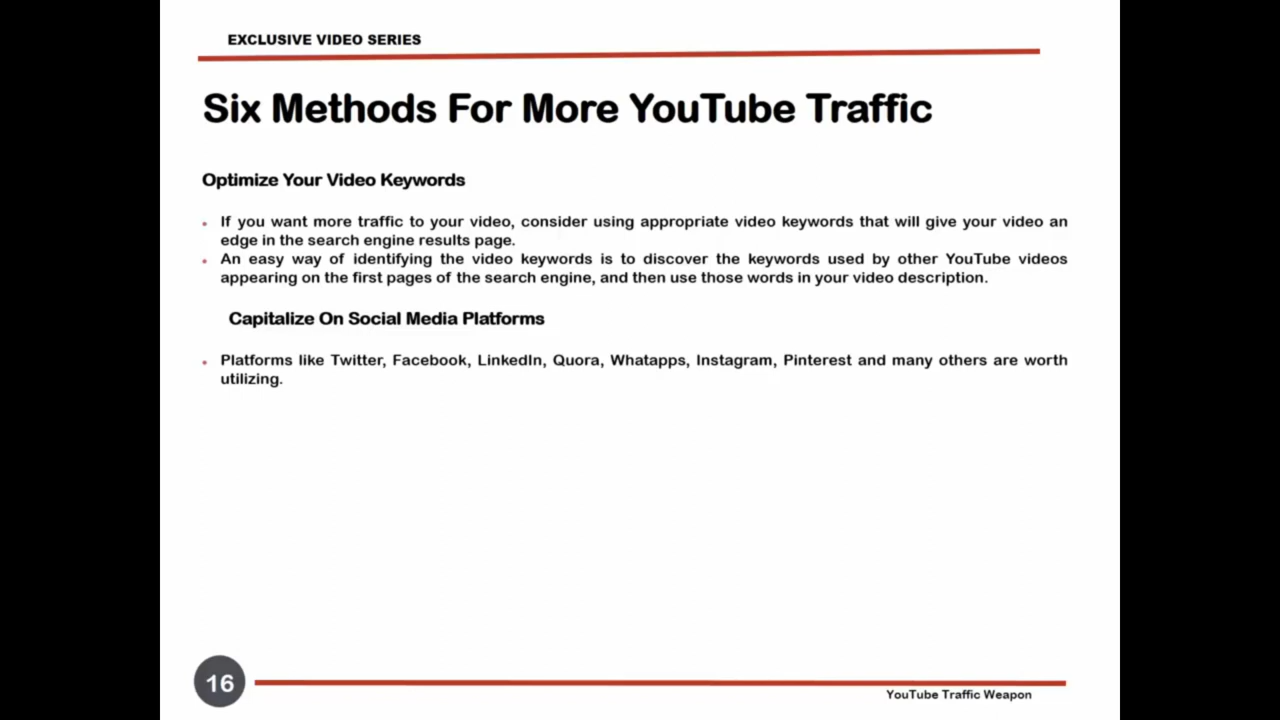 EXCLUSIVE VIDEO SERIES
Six Methods For More YouTube Traffic
Optimize Your Video Keywords
• If you want more traffic to your video, consider using appropriate video keywords that will give your video an
edge in the search engine results page.
• An easy way of identifying the video keywords is to discover the keywords used by other YouTube videos
appearing on the first pages of the search engine, and then use those words in your video description.
Capitalize On Social Media Platforms
• Platforms like Twitter, Facebook, LinkedIn, Quora, Whatapps, Instagram, Pinterest and many others are worth
utilizing.
16
YouTube Traffic Weapon